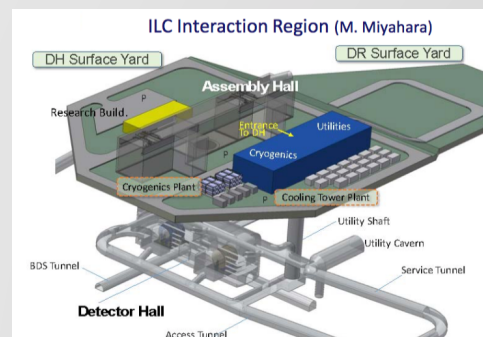 ILC Interaction Region (M. Miyahara)
DH Surface Yard
DR Surface Yard
Assembly Hall
P
Research Build.
Entrance
To DH
Utilities
P
Cryogenics
Cryogenics Plant
P
Cooling Tower Plant
Utility Shaft
Utility Cavern
BDS Tunnel
Service Tunnel
Detector Hall
Access Tunnel